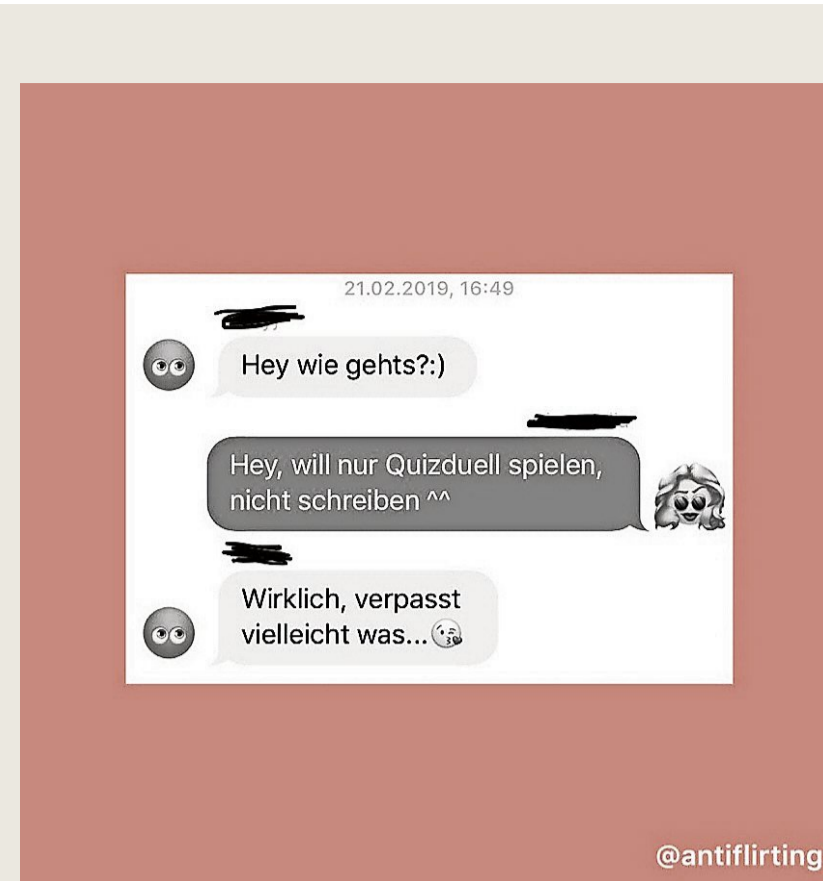 21.02.2019, 16:49
Hey wie gehts?:)
Hey, will nur Quizduell spielen,
nicht schreiben ^^
Wirklich, verpasst
vielleicht was...😘
@antiflirting